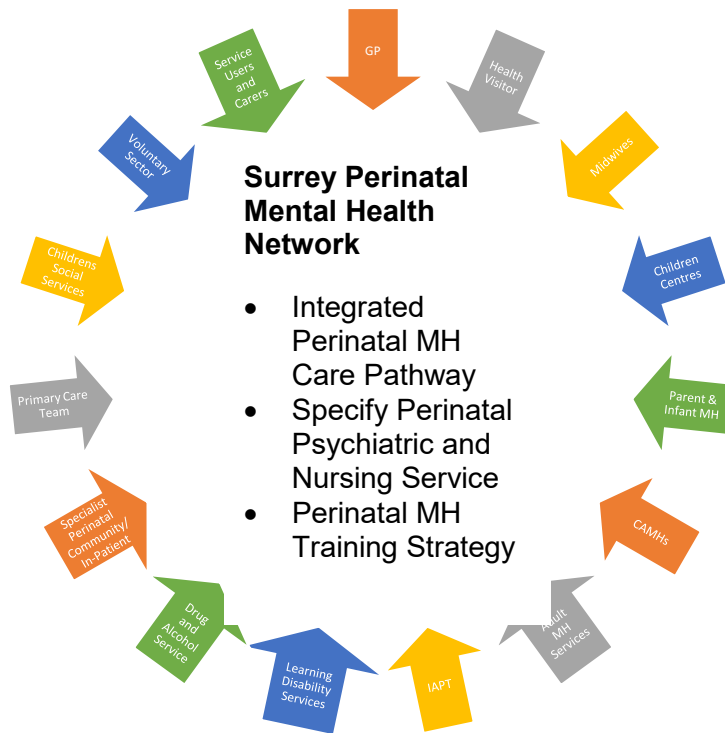 GP
Health
Visitor
Midwives
Children
Centres
Parent &
Infant MH
CAMHs
Adult
MH
Services
IAPT
Learning
Disability
Services
Drug
and
Alcohol
Service
Specialist
Perinatal
Community/
In-Patient
Primary Care
Team
Childrens
Social
Services
Voluntary
Sector
Service
Users
and
Carers
Surrey Perinatal
Mental Health
Network
• Integrated
Perinatal MH
Care Pathway
• Specify Perinatal
Psychiatric and
Nursing Service
• Perinatal MH
Training Strategy